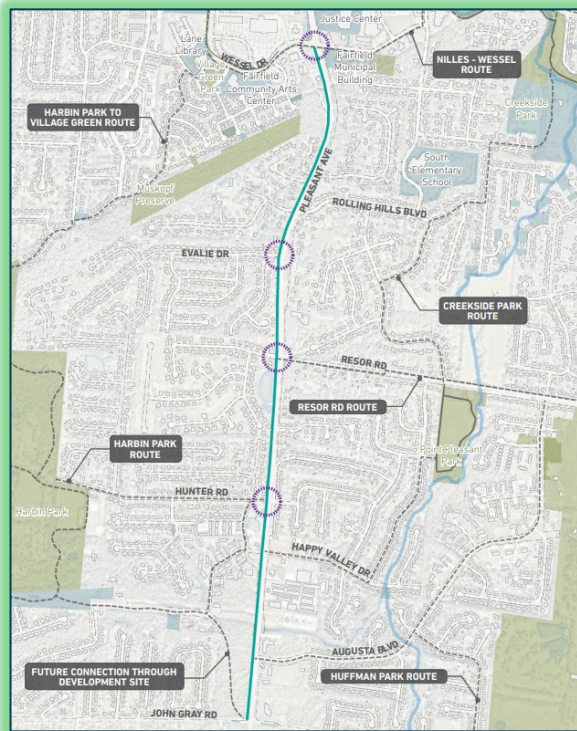 Justice Center
Lane
Library
WESSEL DR
Village
Green
Park
Fairfield
Community Arts
Center
Fairfield
Municipal
Building
NILLES - WESSEL
ROUTE
HARBIN PARK TO
VILLAGE GREEN ROUTE
Creekside
Park
PLEASANT AVE
South
Elementary
School
Muskopf
Preserve
ROLLING HILLS BLVD
EVALIE DR
CREEKSIDE PARK
ROUTE
RESOR RD
RESOR RD ROUTE
HARBIN PARK
ROUTE
Point Pleasant
Park
HUNTER RD
Harbin Park
HAPPY VALLEY DR
AUGUSTA BLVD
FUTURE CONNECTION THROUGH
DEVELOPMENT SITE
HUFFMAN PARK ROUTE
JOHN GRAY RD